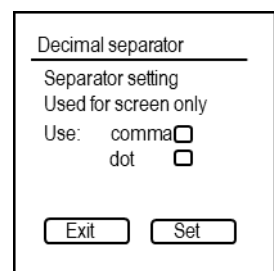 Decimal separator
Separator setting
Used for screen only
Use: comma
dot
Exit Set